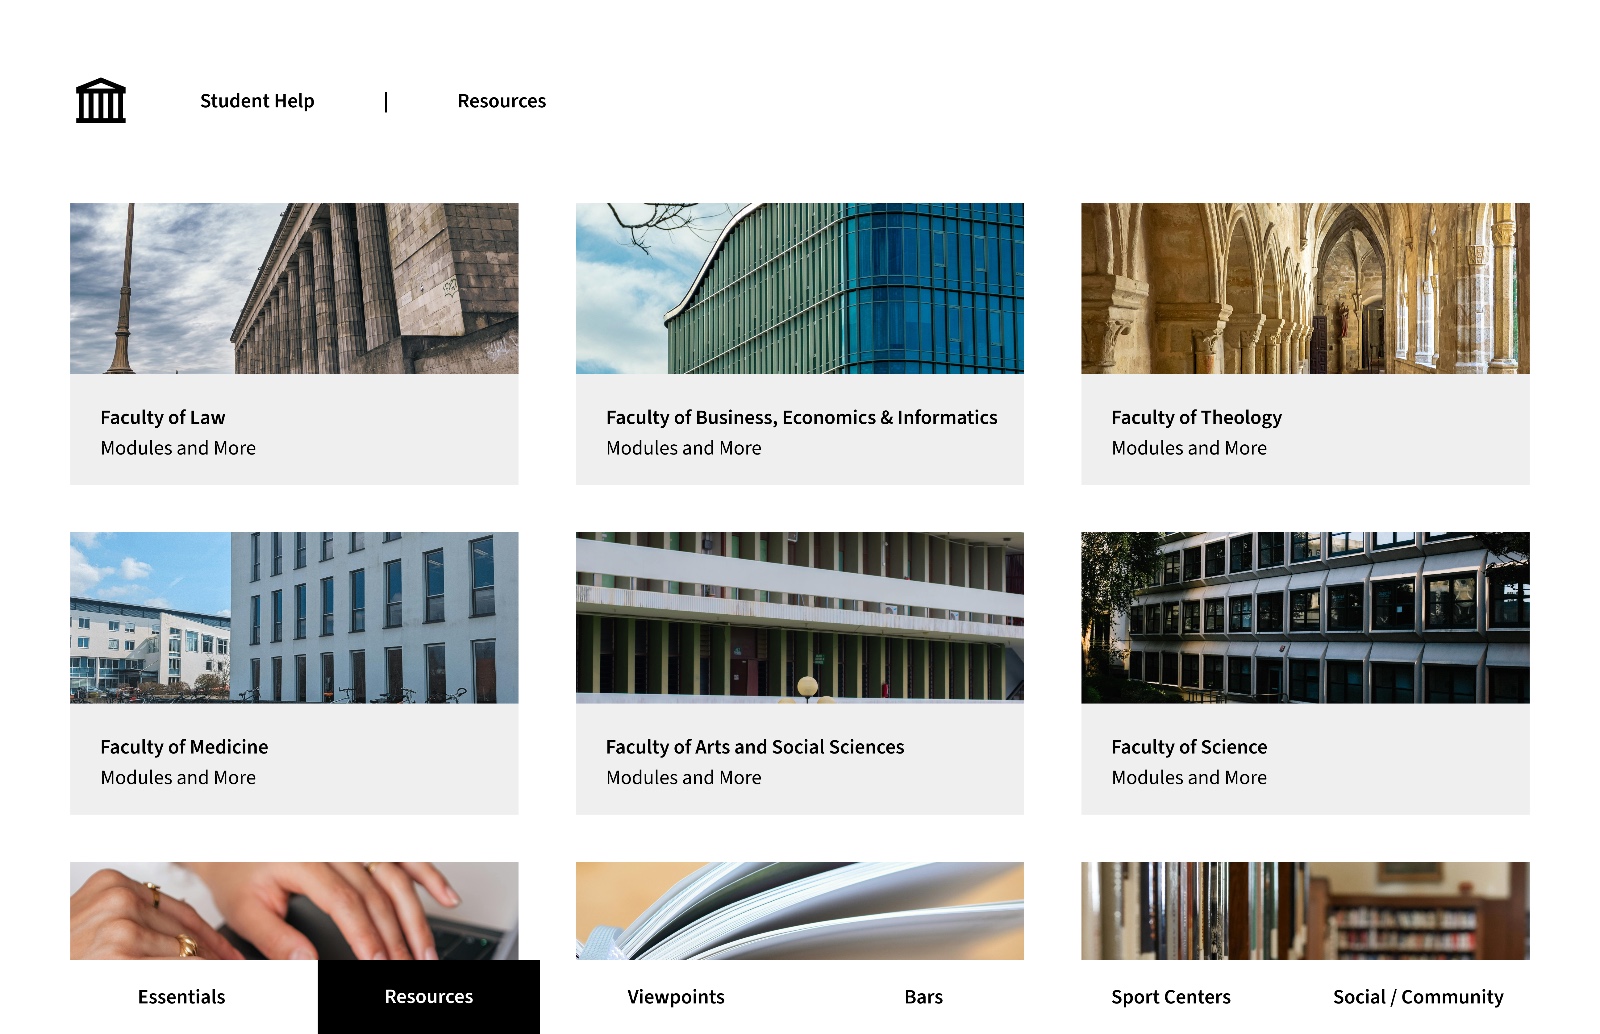 Student Help | Resources
Faculty of Law
Modules and More
Faculty of Business, Economics & Informatics
Modules and More
Faculty of Theology
Modules and More
Faculty of Medicine
Modules and More
Faculty of Arts and Social Sciences
Modules and More
Faculty of Science
Modules and More
Essentials
Resources
Viewpoints
Bars
Sport Centers
Social / Community